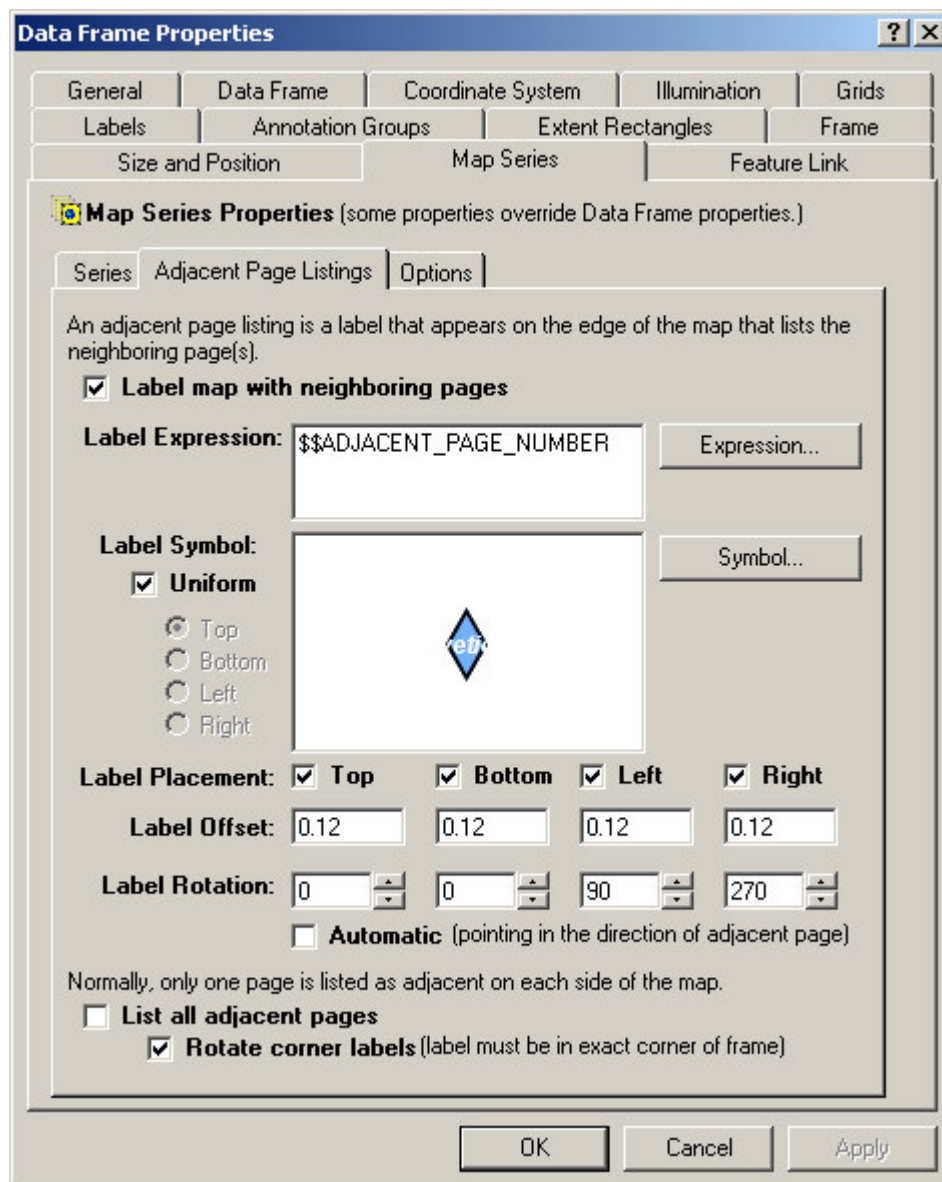 Data Frame Properties
General Data Frame Coordinate System Illumination Grids
Labels Annotation Groups Extent Rectangles Frame
Size and Position Map Series Feature Link
Map Series Properties (some properties override Data Frame properties.)
Series Adjacent Page Listings Options
An adjacent page listing is a label that appears on the edge of the map that lists the
neighboring page(s).
Label map with neighboring pages
Label Expression: $$ADJACENT_PAGE_NUMBER Expression...
Label Symbol: Symbol...
Uniform
Top
Bottom
Left
Right
Label Placement: Top Bottom Left Right
Label Offset: 0.12 0.12 0.12 0.12
Label Rotation: 0 0 90 270
Automatic (pointing in the direction of adjacent page)
Normally, only one page is listed as adjacent on each side of the map.
List all adjacent pages
Rotate corner labels (label must be in exact corner of frame)
OK Cancel Apply